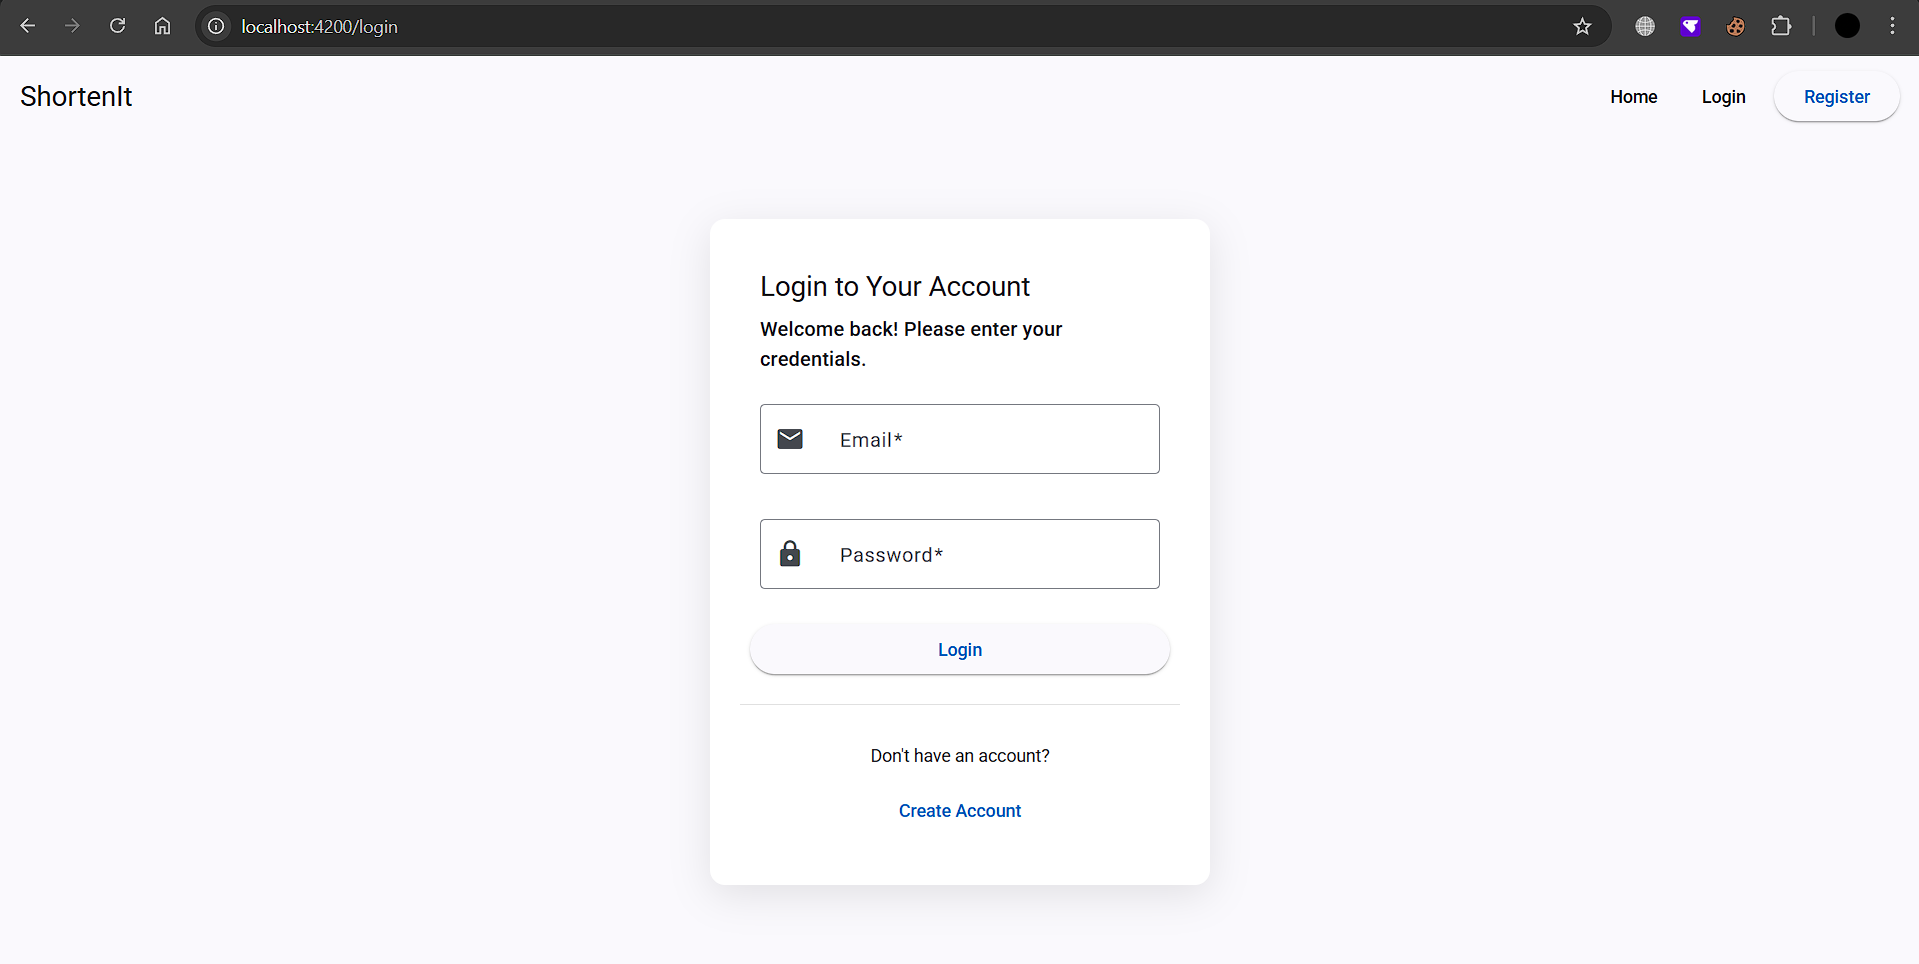 localhost:4200/login
ShortenIt
Home
Login
Register
Login to Your Account
Welcome back! Please enter your
credentials.
Email*
Password*
Login
Don't have an account?
Create Account